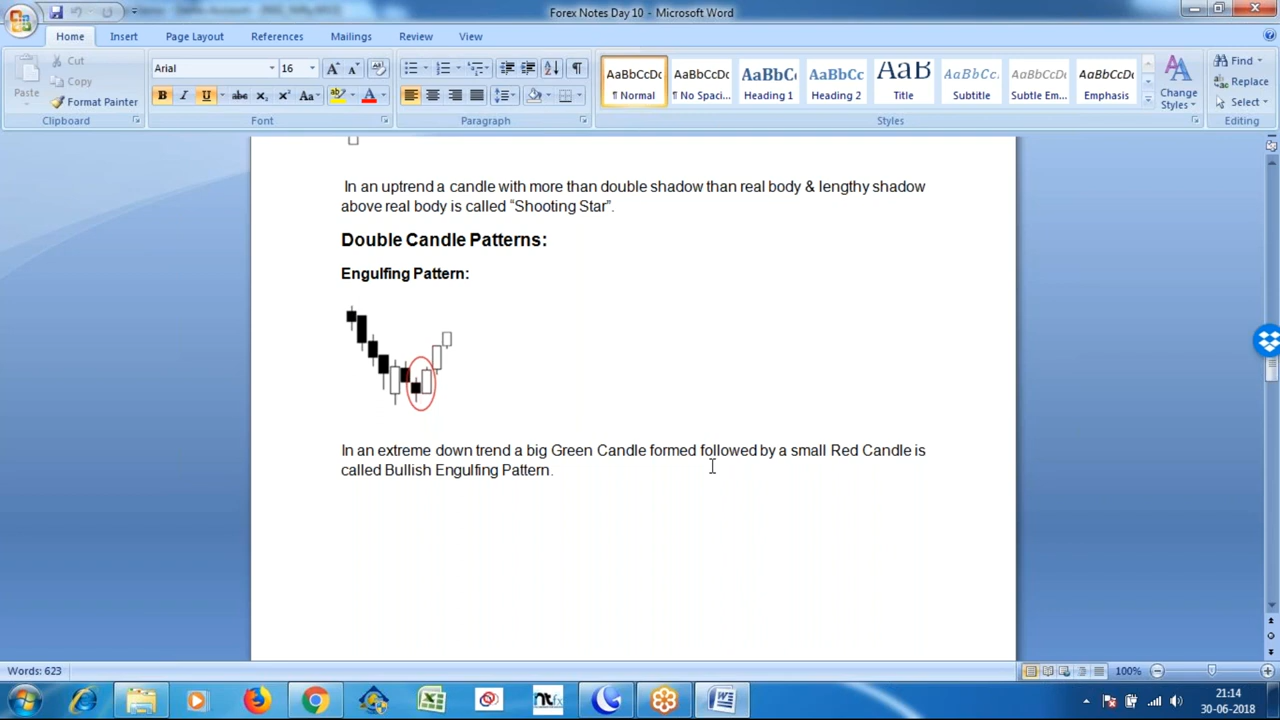 Forex Notes Day 10 - Microsoft Word
Home Insert Page Layout References Mailings Review View
Paste Cut Copy Format Painter Clipboard
Arial 16 Font
Paragraph
AaBbCcDc ¶ Normal
AaBbCcDc ¶ No Spaci...
AaBbC Heading 1
AaBbCc Heading 2
AaB Title
AaBbCc. Subtitle
AaBbCcDc Subtle Em...
AaBbCcDc Emphasis
Change Styles
Styles
Find
Replace
Select
Editing
In an uptrend a candle with more than double shadow than real body & lengthy shadow
above real body is called “Shooting Star”.
Double Candle Patterns:
Engulfing Pattern:
In an extreme down trend a big Green Candle formed followed by a small Red Candle is
called Bullish Engulfing Pattern.
Words: 623
100%
21:14
30-06-2018